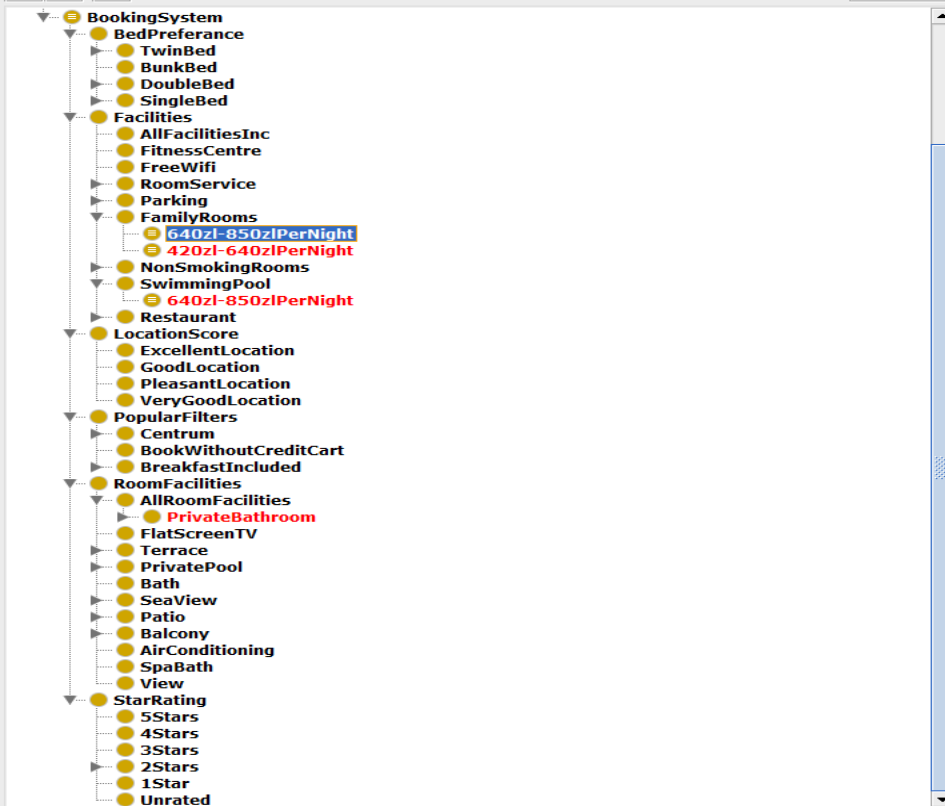 BookingSystem
BedPreferance
TwinBed
BunkBed
DoubleBed
SingleBed
Facilities
AllFacilitiesInc
FitnessCentre
FreeWifi
RoomService
Parking
FamilyRooms
640zl-850zlPerNight
420zl-640zlPerNight
NonSmokingRooms
SwimmingPool
640zl-850zlPerNight
Restaurant
LocationScore
ExcellentLocation
GoodLocation
PleasantLocation
VeryGoodLocation
PopularFilters
Centrum
BookWithoutCreditCart
BreakfastIncluded
RoomFacilities
AllRoomFacilities
PrivateBathroom
FlatScreenTV
Terrace
PrivatePool
Bath
SeaView
Patio
Balcony
AirConditioning
SpaBath
View
StarRating
5Stars
4Stars
3Stars
2Stars
1Star
Unrated